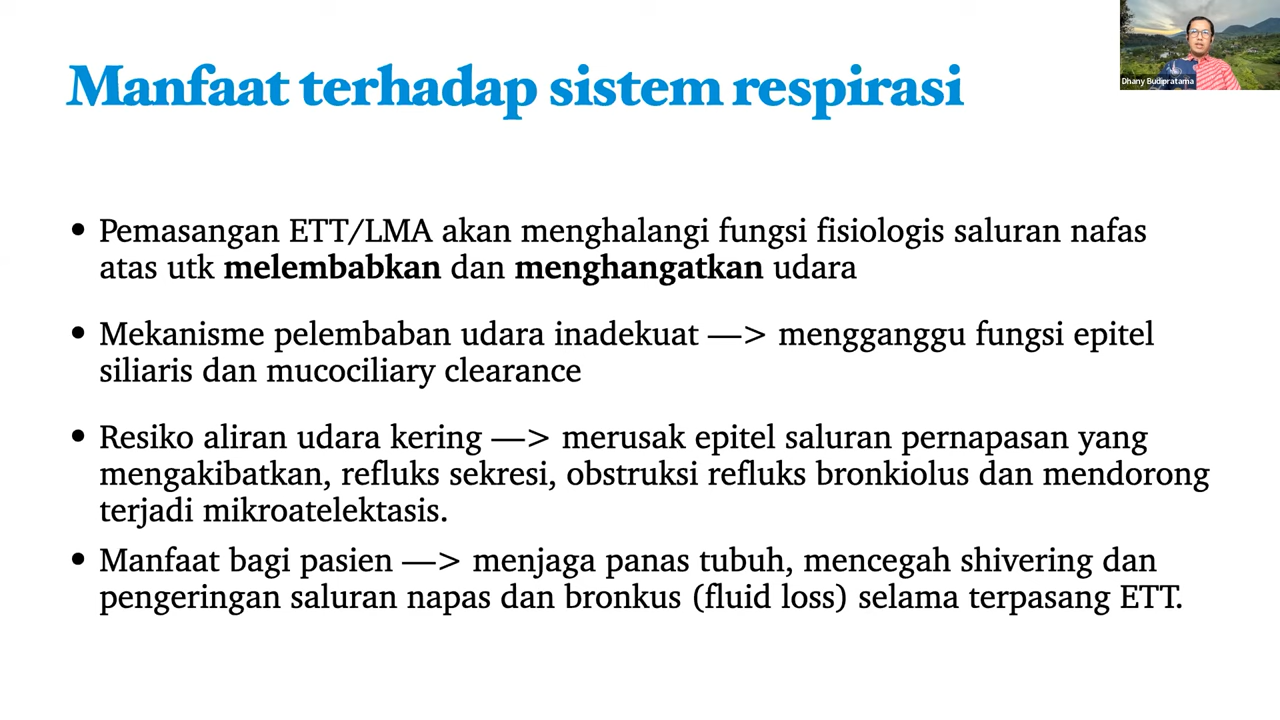 Manfaat terhadap sistem respirasi
Dhany Budipratama
• Pemasangan ETT/LMA akan menghalangi fungsi fisiologis saluran nafas
atas utk melembabkan dan menghangatkan udara
• Mekanisme pelembaban udara inadekuat —> mengganggu fungsi epitel
siliaris dan mucociliary clearance
• Resiko aliran udara kering —> merusak epitel saluran pernapasan yang
mengakibatkan, refluks sekresi, obstruksi refluks bronkiolus dan mendorong
terjadi mikroatelektasis.
• Manfaat bagi pasien —> menjaga panas tubuh, mencegah shivering dan
pengeringan saluran napas dan bronkus (fluid loss) selama terpasang ETT.